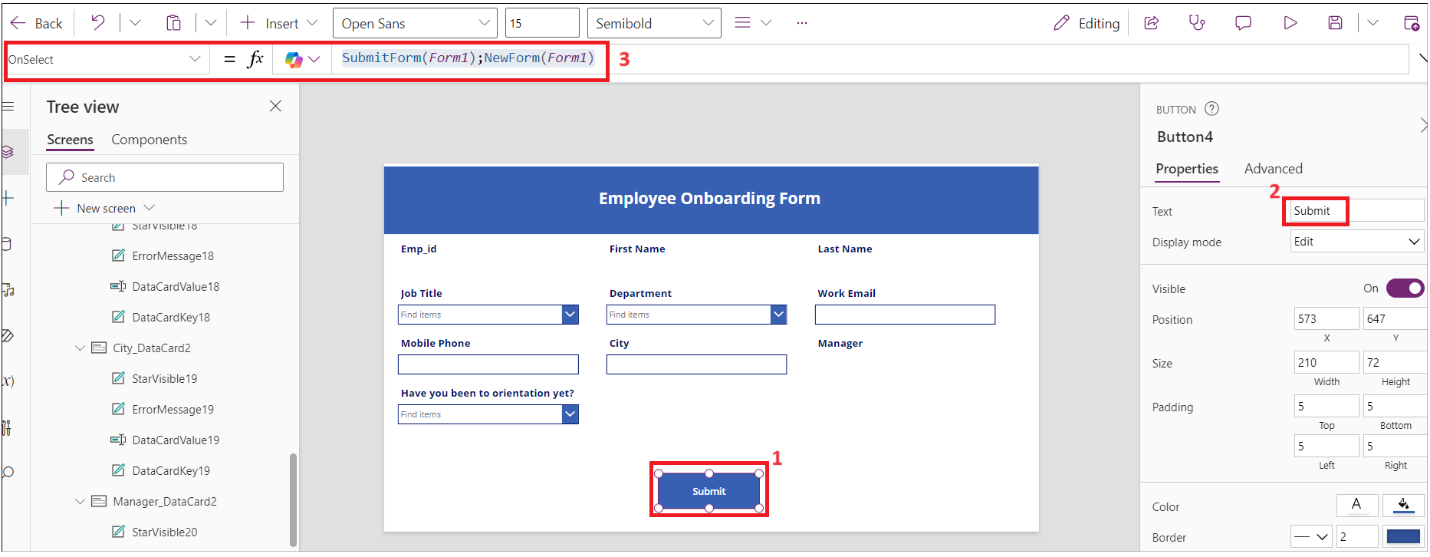 Back Insert Open Sans 15 Semibold ... Editing
OnSelect = fx SubmitForm(Form1);NewForm(Form1) 3
Tree view
Screens Components
Search
New screen
StarVisible18
ErrorMessage18
DataCardValue18
DataCardKey18
City_DataCard2
StarVisible19
ErrorMessage19
DataCardValue19
DataCardKey19
Manager_DataCard2
StarVisible20
Employee Onboarding Form
Emp_id First Name Last Name
Job Title Department Work Email
Find items Find items
Mobile Phone City Manager
Have you been to orientation yet?
Find items
1
Submit
BUTTON ?
Button4
Properties Advanced
2
Text Submit
Display mode Edit
Visible On
Position 573 647
X Y
Size 210 72
Width Height
Padding 5 5
Top Bottom
5 5
Left Right
Color A
Border 2